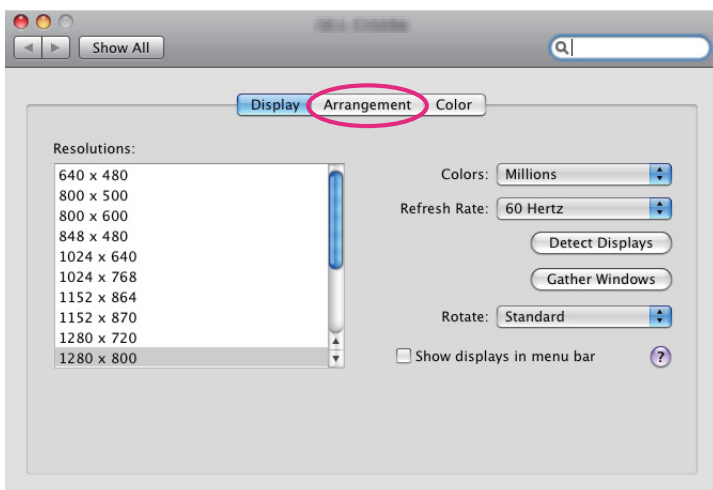 Show All
Display Arrangement Color
Resolutions:
640 x 480
800 x 500
800 x 600
848 x 480
1024 x 640
1024 x 768
1152 x 864
1152 x 870
1280 x 720
1280 x 800
Colors: Millions
Refresh Rate: 60 Hertz
Detect Displays
Gather Windows
Rotate: Standard
Show displays in menu bar ?